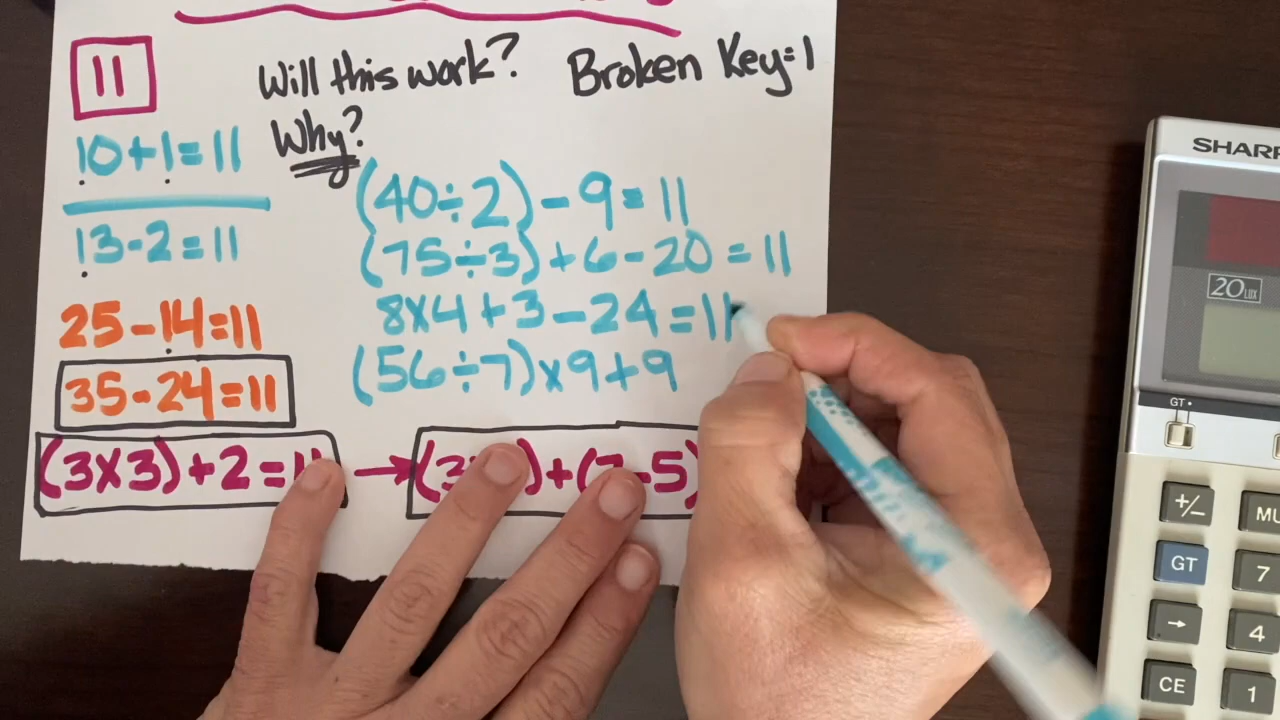 11
Will this work? Broken Key=1
Why?
10+1=11
13-2=11
25-14=11
35-24=11
(40÷2)-9=11
(75÷3)+6-20=11
8x4+3-24=11
(56÷7)x9+9
(3x3)+2=11
SHARP
20 LUX
GT
+/-
GT
7
→
4
CE
1